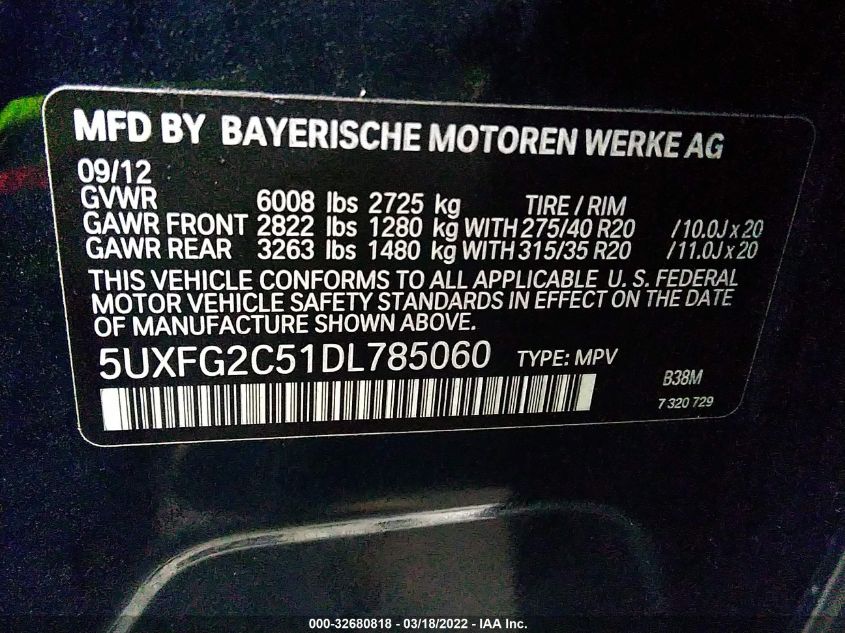 MFD BY BAYERISCHE MOTOREN WERKE AG
09/12
GVWR 6008 lbs 2725 kg TIRE / RIM
GAWR FRONT 2822 lbs 1280 kg WITH 275/40 R20 / 10.0J x 20
GAWR REAR 3263 lbs 1480 kg WITH 315/35 R20 / 11.0J x 20
THIS VEHICLE CONFORMS TO ALL APPLICABLE U. S. FEDERAL
MOTOR VEHICLE SAFETY STANDARDS IN EFFECT ON THE DATE
OF MANUFACTURE SHOWN ABOVE.
5UXFG2C51DL785060 TYPE: MPV
B38M
7 320 729
000-32680818 - 03/18/2022 - IAA Inc.